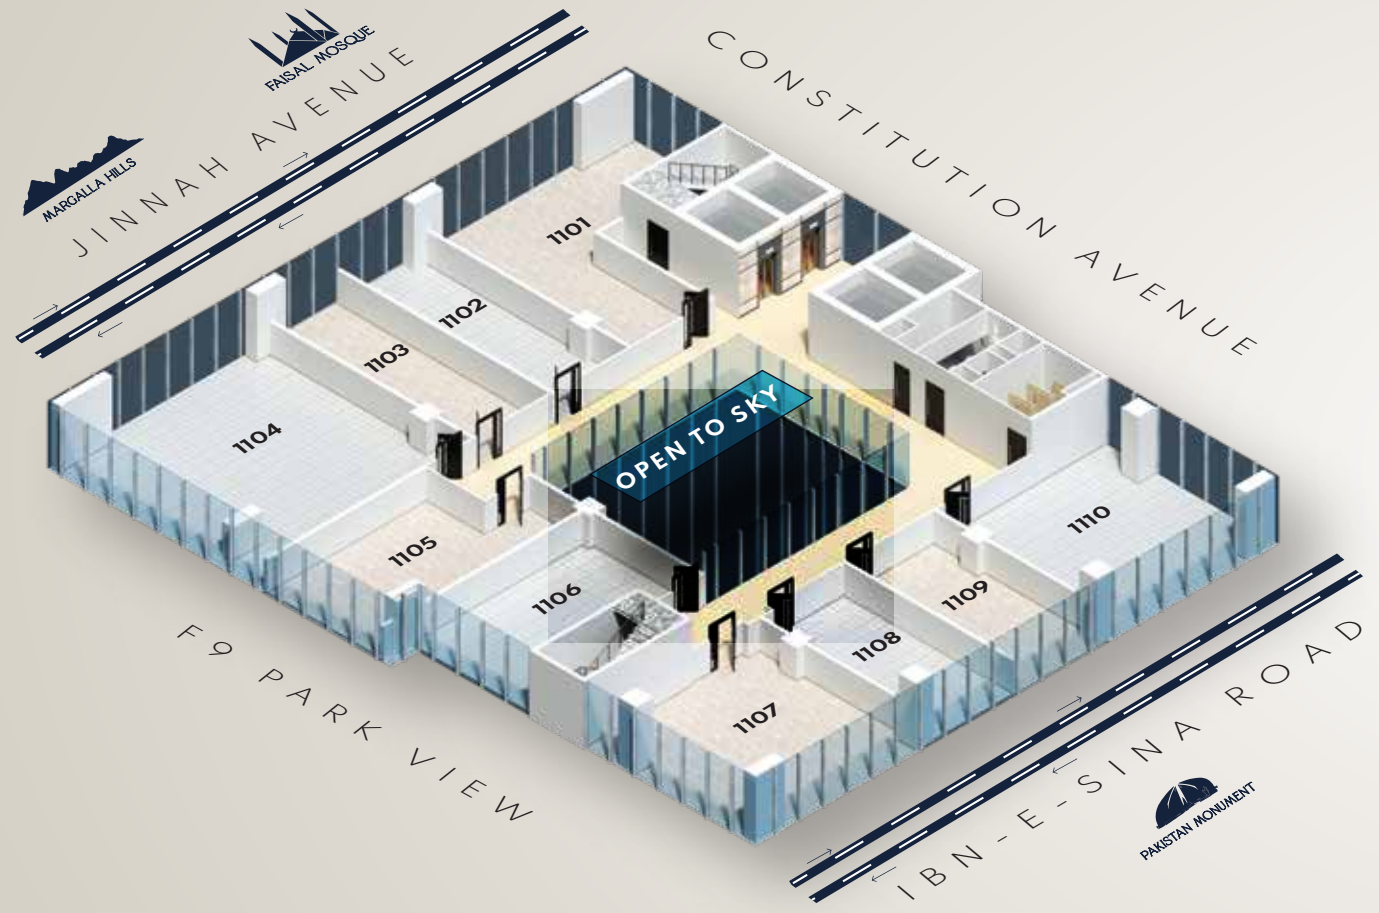 FAISAL MOSQUE
MARGALLA HILLS
JINNAH AVENUE
CONSTITUTION AVENUE
1101
1102
1103
1104
OPEN TO SKY
1105
1106
1107
1108
1109
1110
F9 PARK VIEW
IBN-E-SINA ROAD
PAKISTAN MONUMENT